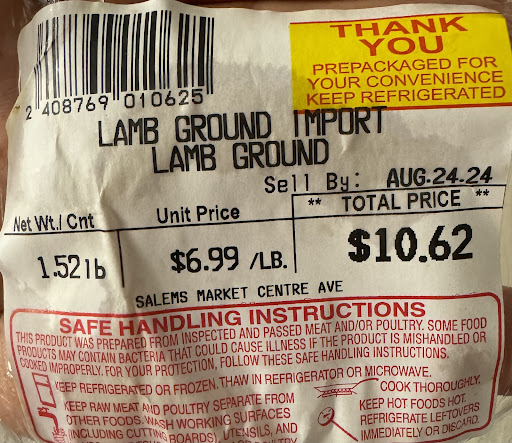 THANK
YOU
PREPACKAGED FOR
YOUR CONVENIENCE
KEEP REFRIGERATED
2 408769 010625
LAMB GROUND IMPORT
LAMB GROUND
Sell By: AUG.24.24
Net Wt./ Cnt
Unit Price
** TOTAL PRICE **
1.52 lb
$6.99 /LB.
$10.62
SALEMS MARKET CENTRE AVE
SAFE HANDLING INSTRUCTIONS
THIS PRODUCT WAS PREPARED FROM INSPECTED AND PASSED MEAT AND/OR POULTRY. SOME FOOD
PRODUCTS MAY CONTAIN BACTERIA THAT COULD CAUSE ILLNESS IF THE PRODUCT IS MISHANDLED OR
COOKED IMPROPERLY. FOR YOUR PROTECTION, FOLLOW THESE SAFE HANDLING INSTRUCTIONS.
KEEP REFRIGERATED OR FROZEN. THAW IN REFRIGERATOR OR MICROWAVE.
KEEP RAW MEAT AND POULTRY SEPARATE FROM
OTHER FOODS. WASH WORKING SURFACES
(INCLUDING CUTTING BOARDS), UTENSILS, AND
COOK THOROUGHLY.
KEEP HOT FOODS HOT.
REFRIGERATE LEFTOVERS
IMMEDIATELY OR DISCARD.